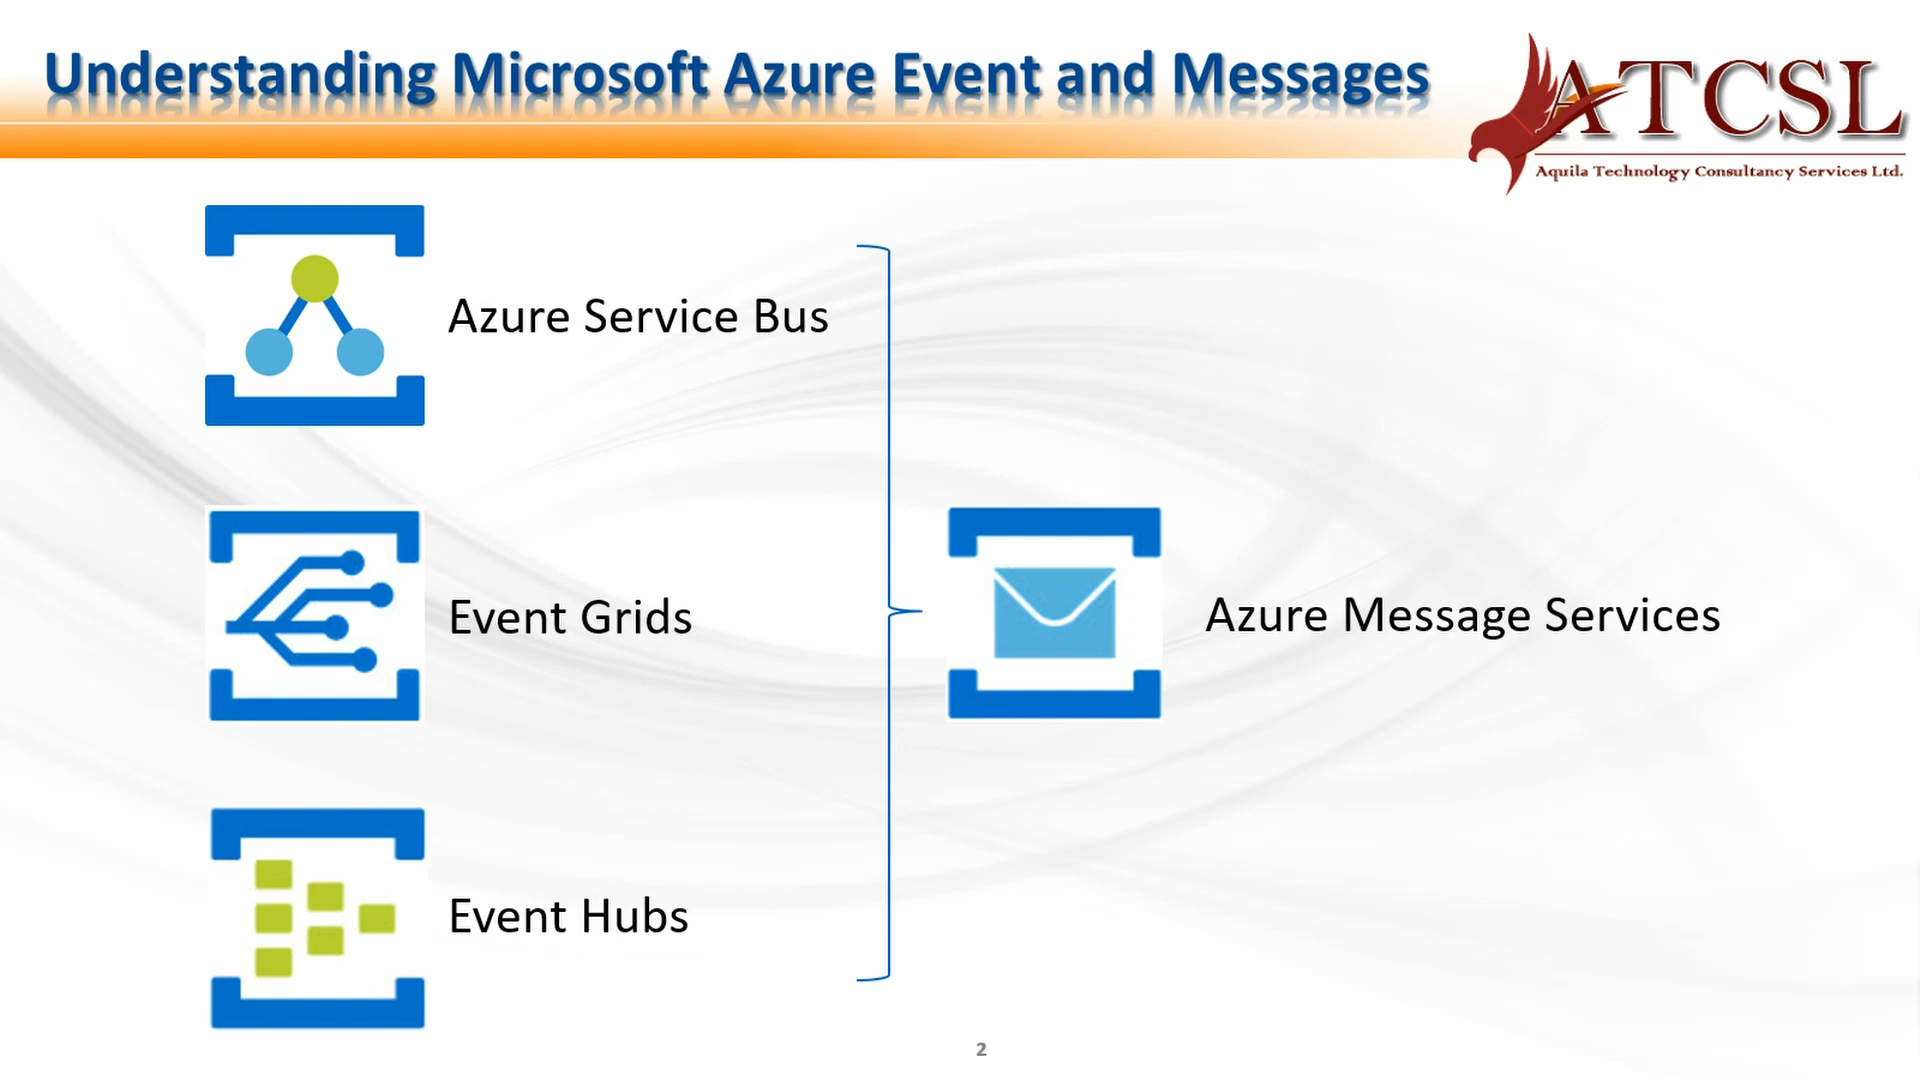 Understanding Microsoft Azure Event and Messages
ATCSL
Aquila Technology Consultancy Services Ltd.
Azure Service Bus
Event Grids
Azure Message Services
Event Hubs
2